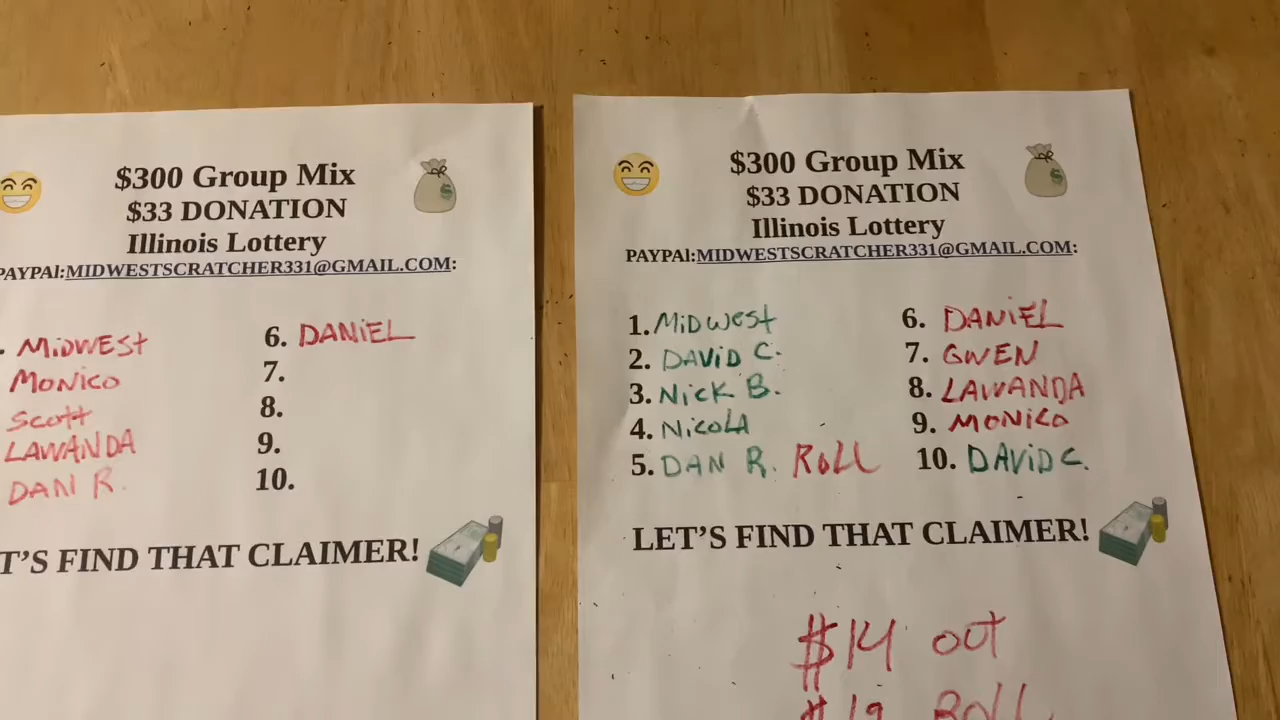 $300 Group Mix
$33 DONATION
Illinois Lottery
PAYPAl:MIDWESTSCRATCHER331@GMAIL.COM:
MIDWEST
MONICO
SCOTT
LAWANDA
DAN R.
6. DANIEL
7.
8.
9.
10.
T'S FIND THAT CLAIMER!
$300 Group Mix
$33 DONATION
Illinois Lottery
PAYPAl:MIDWESTSCRATCHER331@GMAIL.COM:
1. MIDWEST
2. DAVID C.
3. NICK B.
4. NICOLA
5. DAN R. ROLL
6. DANIEL
7. GWEN
8. LAWANDA
9. MONICO
10. DAVID C.
LET'S FIND THAT CLAIMER!
$14 OUT
$19 ROLL